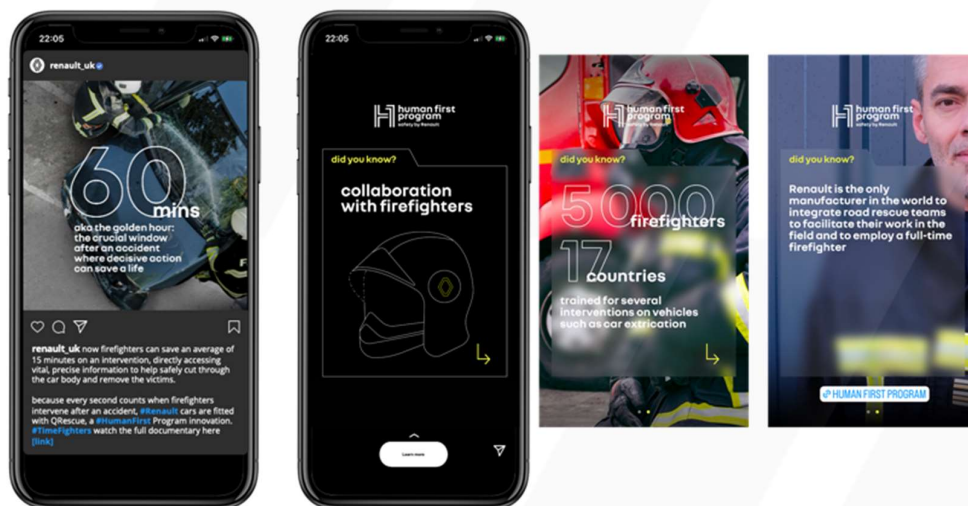 22:05
renault_uk
60
mins
aka the golden hour:
the crucial window
after an accident
where decisive action
can save a life
renault_uk now firefighters can save an average of
15 minutes on an intervention, directly accessing
vital, precise information to help safely cut through
the car body and remove the victims.
because every second counts when firefighters
intervene after an accident, #Renault cars are fitted
with QRescue, a #HumanFirst Program innovation.
#TimeFighters watch the full documentary here
[link]
22:05
human first
program
safety by Renault
did you know?
collaboration
with firefighters
Learn more
human first
program
safety by Renault
did you know?
5 000
firefighters
17
countries
trained for several
interventions on vehicles
such as car extrication
human first
program
safety by Renault
did you know?
Renault is the only
manufacturer in the world to
integrate road rescue teams
to facilitate their work in the
field and to employ a full-time
firefighter
HUMAN FIRST PROGRAM